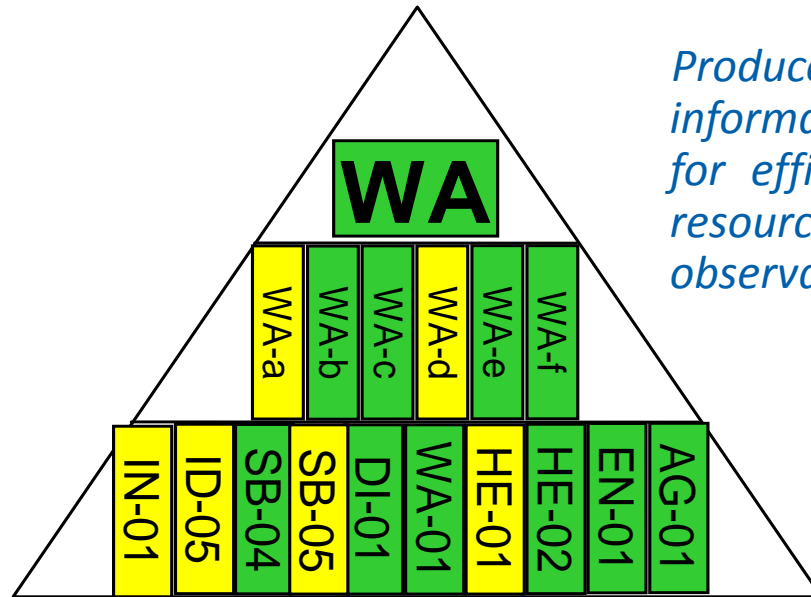 Produce
informa
for effi
resourc
observa
WA
WA-a
WA-b
WA-c
WA-d
WA-e
WA-f
IN-01
ID-05
SB-04
SB-05
DI-01
WA-01
HE-01
HE-02
EN-01
AG-01